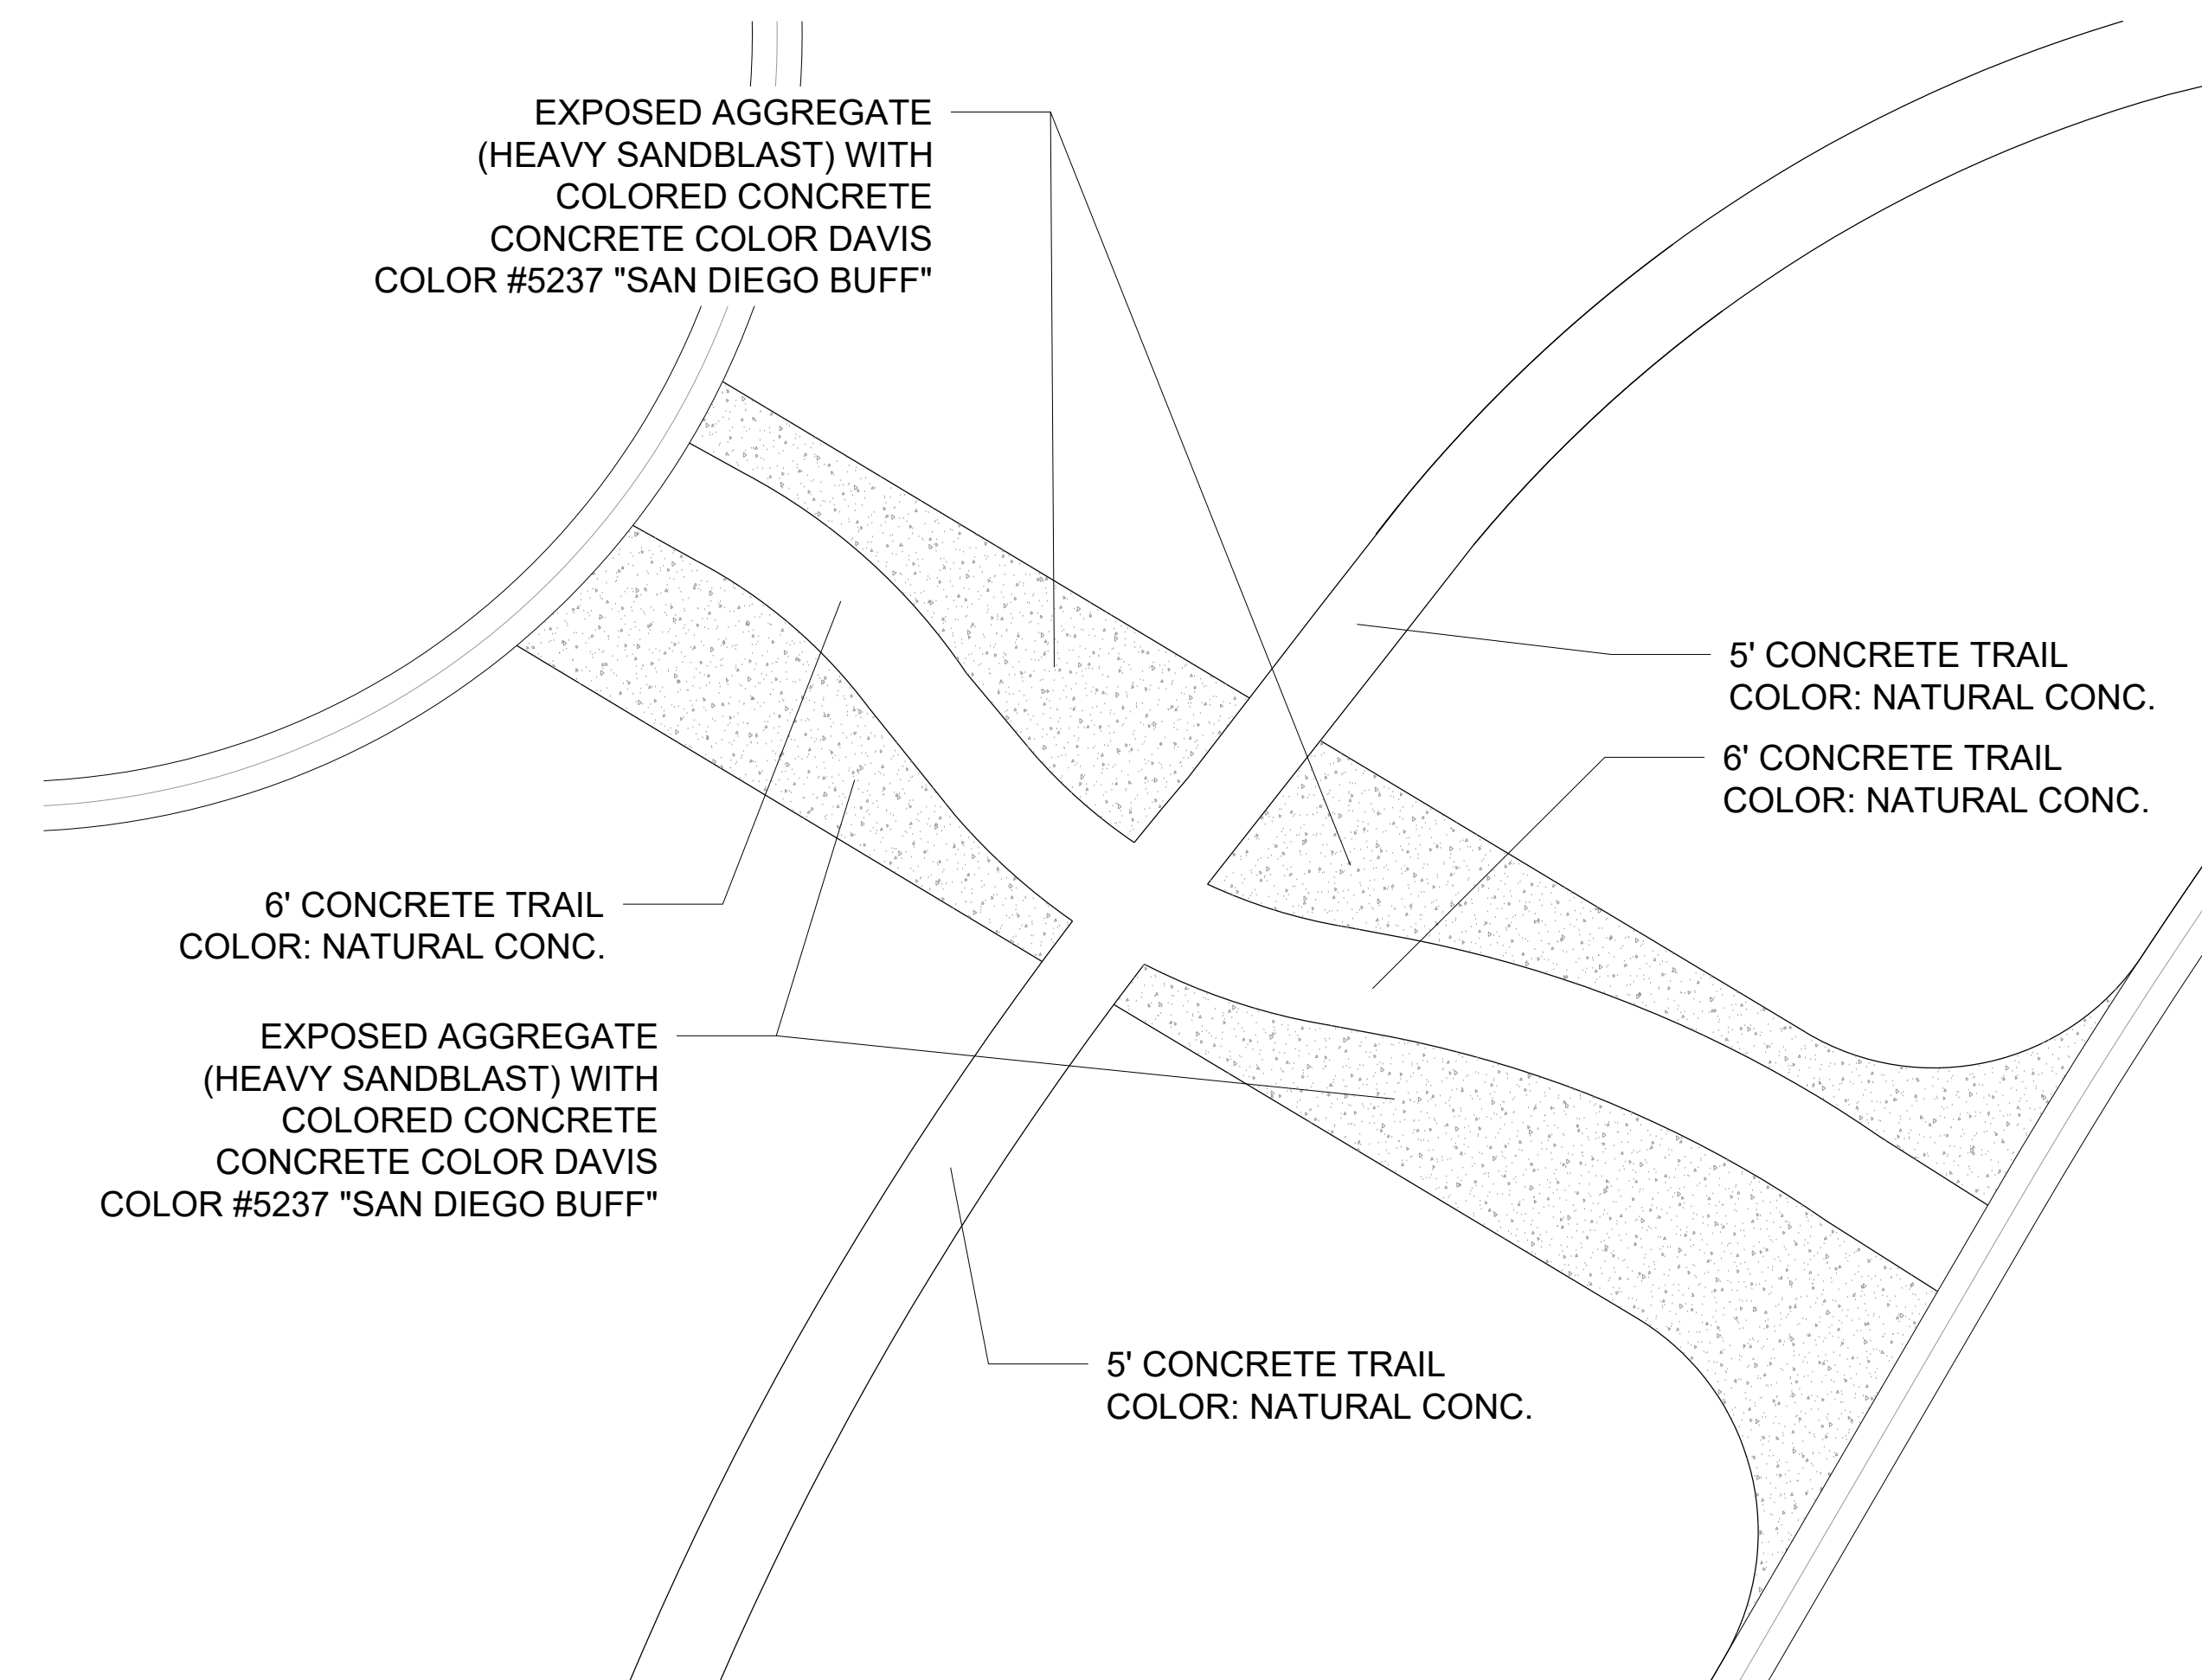 EXPOSED AGGREGATE
(HEAVY SANDBLAST) WITH
COLORED CONCRETE
CONCRETE COLOR DAVIS
COLOR #5237 "SAN DIEGO BUFF"
5' CONCRETE TRAIL
COLOR: NATURAL CONC.
6' CONCRETE TRAIL
COLOR: NATURAL CONC.
6' CONCRETE TRAIL
COLOR: NATURAL CONC.
EXPOSED AGGREGATE
(HEAVY SANDBLAST) WITH
COLORED CONCRETE
CONCRETE COLOR DAVIS
COLOR #5237 "SAN DIEGO BUFF"
5' CONCRETE TRAIL
COLOR: NATURAL CONC.